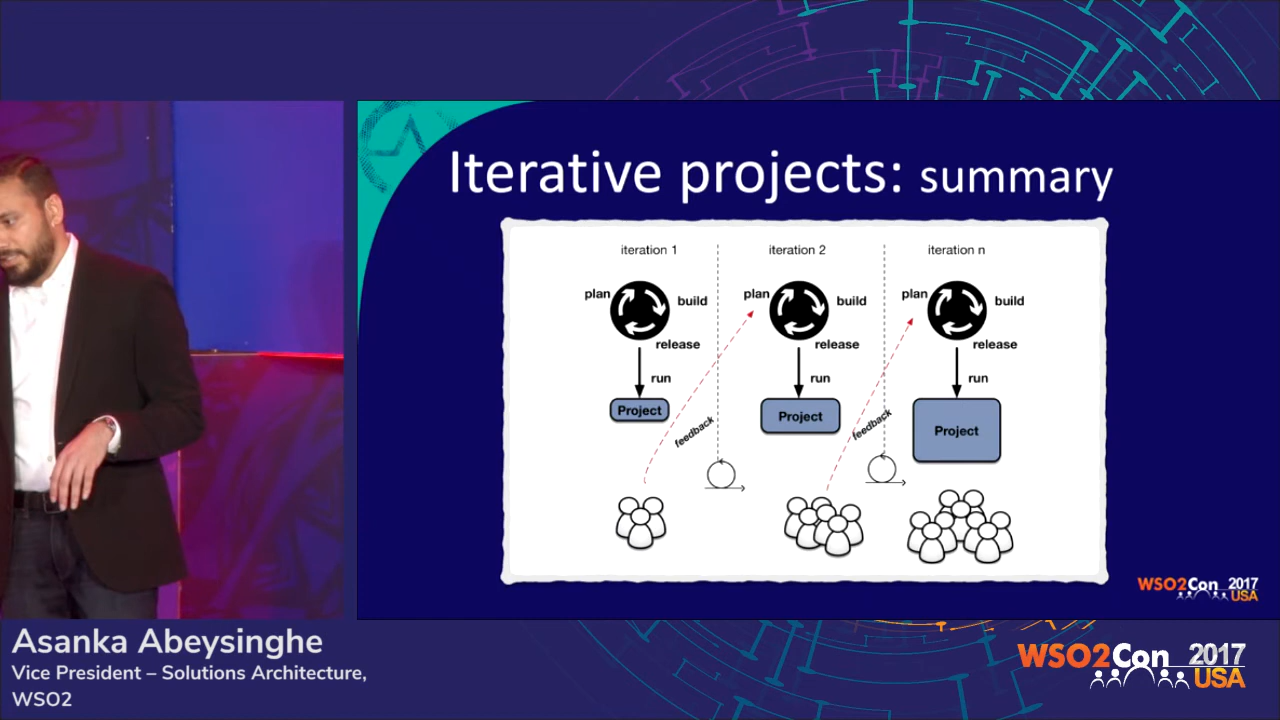 Iterative projects: summary
iteration 1
iteration 2
iteration n
plan
build
release
run
Project
feedback
plan
build
release
run
Project
feedback
plan
build
release
run
Project
WSO2Con 2017
USA
Asanka Abeysinghe
Vice President – Solutions Architecture,
WSO2
WSO2Con 2017
USA